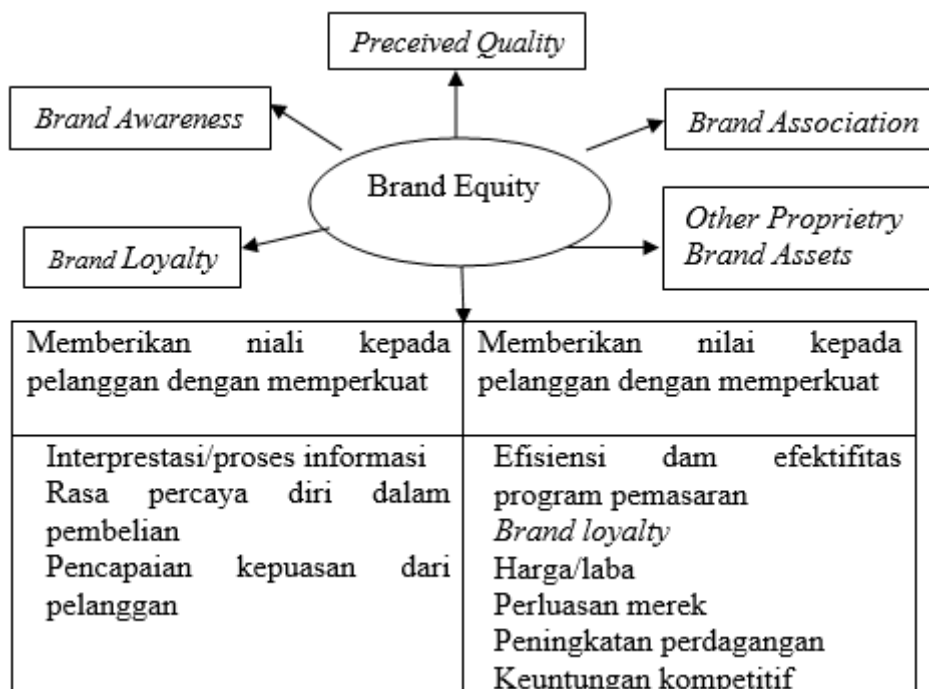 Preceived Quality
Brand Awareness
Brand Association
Brand Equity
Other Proprietry
Brand Assets
Brand Loyalty
Memberikan niali kepada
pelanggan dengan memperkuat
Memberikan nilai kepada
pelanggan dengan memperkuat
Interprestasi/proses informasi
Rasa percaya diri dalam
pembelian
Pencapaian kepuasan dari
pelanggan
Efisiensi dam efektifitas
program pemasaran
Brand loyalty
Harga/laba
Perluasan merek
Peningkatan perdagangan
Keuntungan kompetitif